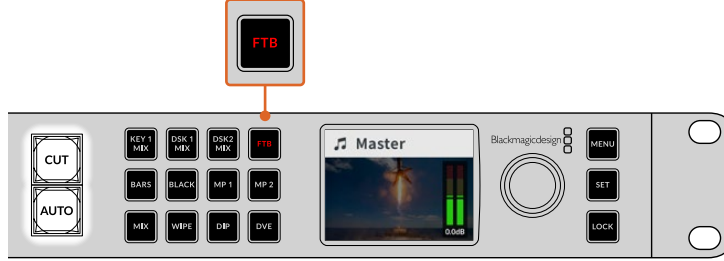 FTB
CUT
AUTO
KEY 1
MIX
DSK 1
MIX
DSK2
MIX
FTB
BARS
BLACK
MP 1
MP 2
MIX
WIPE
DIP
DVE
Master
0.0dB
Blackmagicdesign
MENU
SET
LOCK